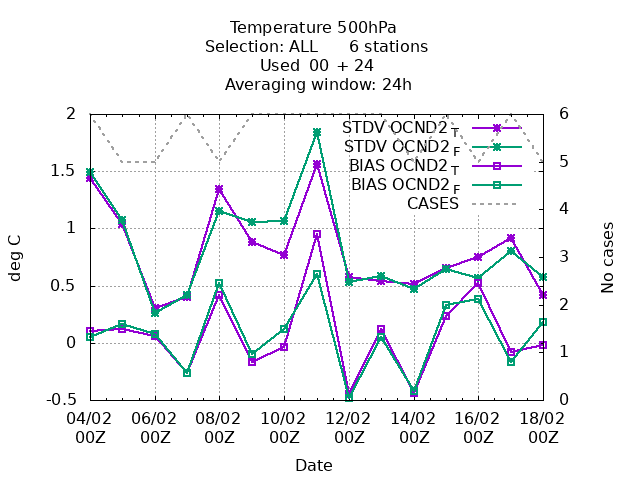 Temperature 500hPa
Selection: ALL 6 stations
Used 00 + 24
Averaging window: 24h
STDV OCND2 T
STDV OCND2 F
BIAS OCND2 T
BIAS OCND2 F
CASES
deg C
2
1.5
1
0.5
0
-0.5
6
5
4
3
2
1
0
No cases
04/02 06/02 08/02 10/02 12/02 14/02 16/02 18/02
00Z 00Z 00Z 00Z 00Z 00Z 00Z 00Z
Date